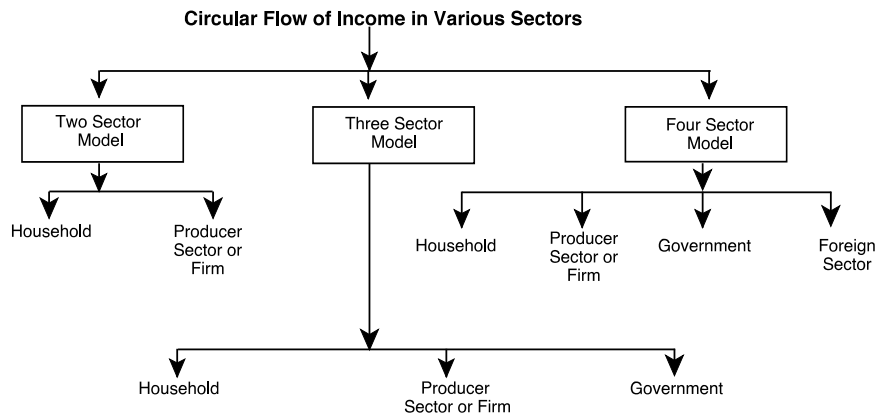 Circular Flow of Income in Various Sectors
Two Sector
Model
Three Sector
Model
Four Sector
Model
Household
Producer
Sector or
Firm
Household
Producer
Sector or
Firm
Government
Foreign
Sector
Household
Producer
Sector or Firm
Government